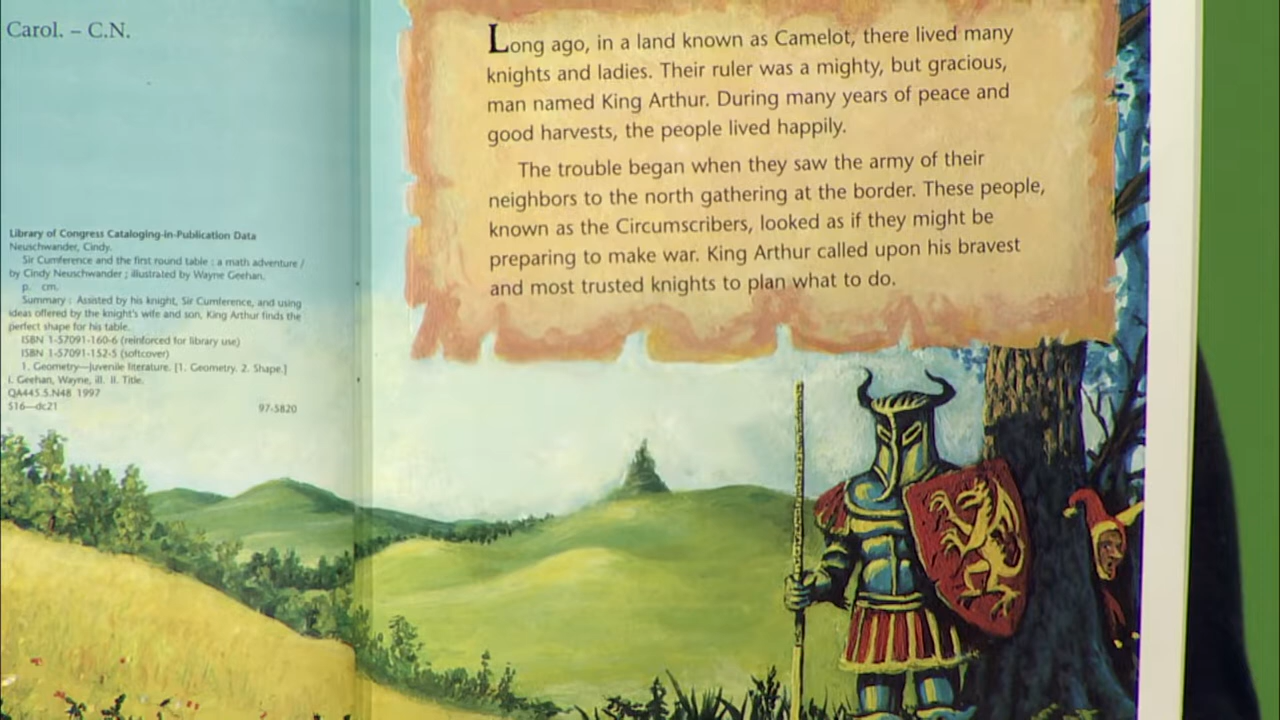 Carol. – C.N.
Library of Congress Cataloging-in-Publication Data
Neuschwander, Cindy.
Sir Cumference and the first round table : a math adventure /
by Cindy Neuschwander ; illustrated by Wayne Geehan.
p. cm.
Summary : Assisted by his knight, Sir Cumference, and using
ideas offered by the knight's wife and son, King Arthur finds the
perfect shape for his table.
ISBN 1-57091-160-6 (reinforced for library use)
ISBN 1-57091-152-5 (softcover)
1. Geometry—Juvenile literature. [1. Geometry. 2. Shape.]
I. Geehan, Wayne, ill. II. Title.
QA445.5.N48 1997
516—dc21 97-5820
Long ago, in a land known as Camelot, there lived many
knights and ladies. Their ruler was a mighty, but gracious,
man named King Arthur. During many years of peace and
good harvests, the people lived happily.
The trouble began when they saw the army of their
neighbors to the north gathering at the border. These people,
known as the Circumscribers, looked as if they might be
preparing to make war. King Arthur called upon his bravest
and most trusted knights to plan what to do.